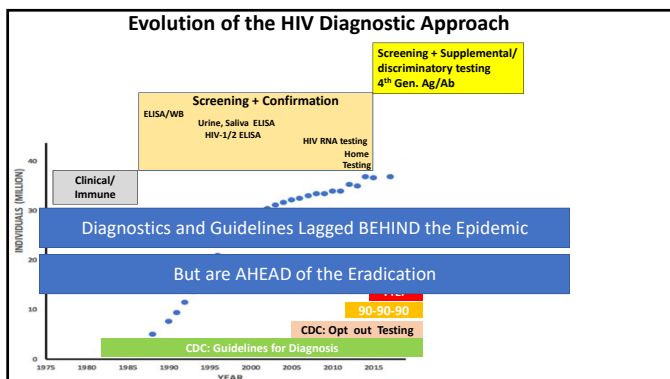 Evolution of the HIV Diagnostic Approach
Screening + Supplemental/
discriminatory testing
4th Gen. Ag/Ab
Screening + Confirmation
ELISA/WB
Urine, Saliva ELISA
HIV-1/2 ELISA
HIV RNA testing
Home
Testing
Clinical/
Immune
INDIVIDUALS (MILLION)
40
30
20
10
0
Diagnostics and Guidelines Lagged BEHIND the Epidemic
But are AHEAD of the Eradication
90-90-90
CDC: Opt out Testing
CDC: Guidelines for Diagnosis
1975 1980 1985 1990 1995 2000 2005 2010 2015
YEAR